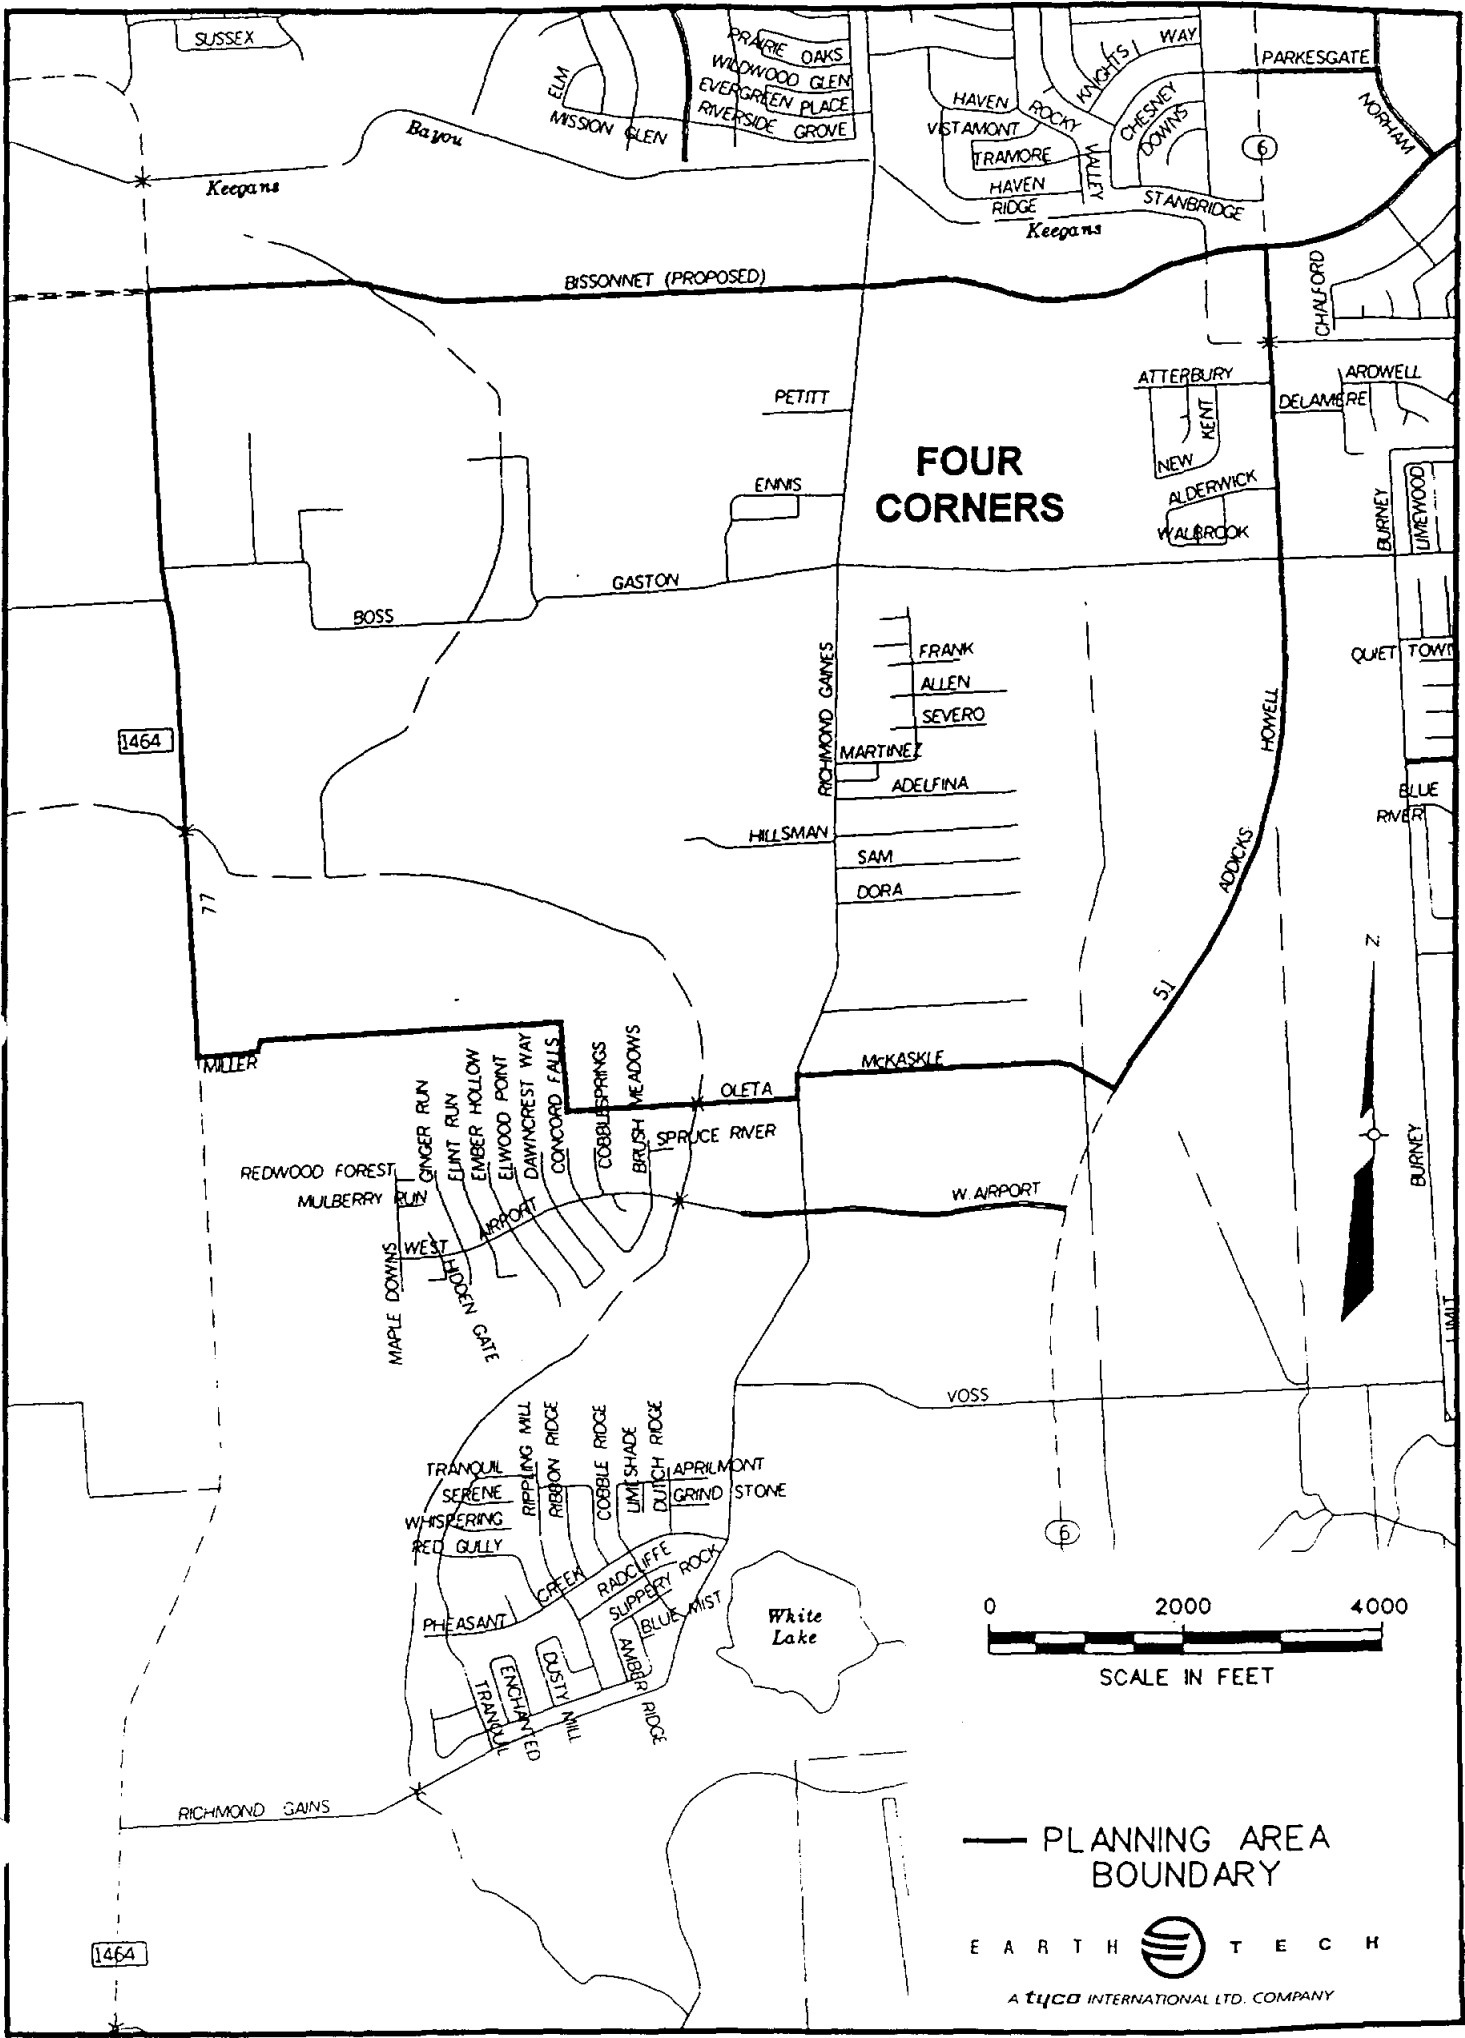 SUSSEX
ELM
MISSION GLEN
PRAIRIE OAKS
WILDWOOD GLEN
EVERGREEN PLACE
RIVERSIDE GROVE
Bayou
Keegans
HAVEN
VISTAMONT
TRAMORE
HAVEN
RIDGE
ROCKY
VALLEY
KNIGHTS
WAY
CHESNEY
DOWNS
STANBRIDGE
Keegans
6
PARKESGATE
NORHAM
BISSONNET (PROPOSED)
CHALFORD
ATTERBURY
ARDWELL
DELAMERE
KENT
NEW
ALDERWICK
WALBROOK
PETITT
ENNIS
FOUR
CORNERS
BURNEY
LIMEWOOD
GASTON
BOSS
RICHMOND GAINES
FRANK
ALLEN
SEVERO
MARTINEZ
ADELFINA
HILLSMAN
SAM
DORA
QUIET TOWN
HOWELL
ADDICKS
BLUE
RIVER
1464
77
51
Z
MILLER
OLETA
McKASKLE
GINGER RUN
FLINT RUN
EMBER HOLLOW
ELWOOD POINT
DAWNCREST WAY
CONCORD FALLS
COBBLESPRINGS
BRUSH MEADOWS
SPRUCE RIVER
REDWOOD FOREST
MULBERRY RUN
WEST AIRPORT
W. AIRPORT
MAPLE DOWNS
HIDDEN GATE
BURNEY
LIMIT
VOSS
TRANQUIL
SERENE
WHISPERING
RED GULLY
RIPPLING MILL
RIBBON RIDGE
COBBLE RIDGE
LIMESHADE
DUTCH RIDGE
APRILMONT
GRIND STONE
PHEASANT CREEK
RADCLIFFE
SLIPPERY ROCK
BLUE MIST
AMBER RIDGE
DUSTY MILL
ENCHANTED
TRANQUIL
White
Lake
6
0 2000 4000
SCALE IN FEET
RICHMOND GAINS
1464
PLANNING AREA
BOUNDARY
EARTH TECH
A tyco INTERNATIONAL LTD. COMPANY